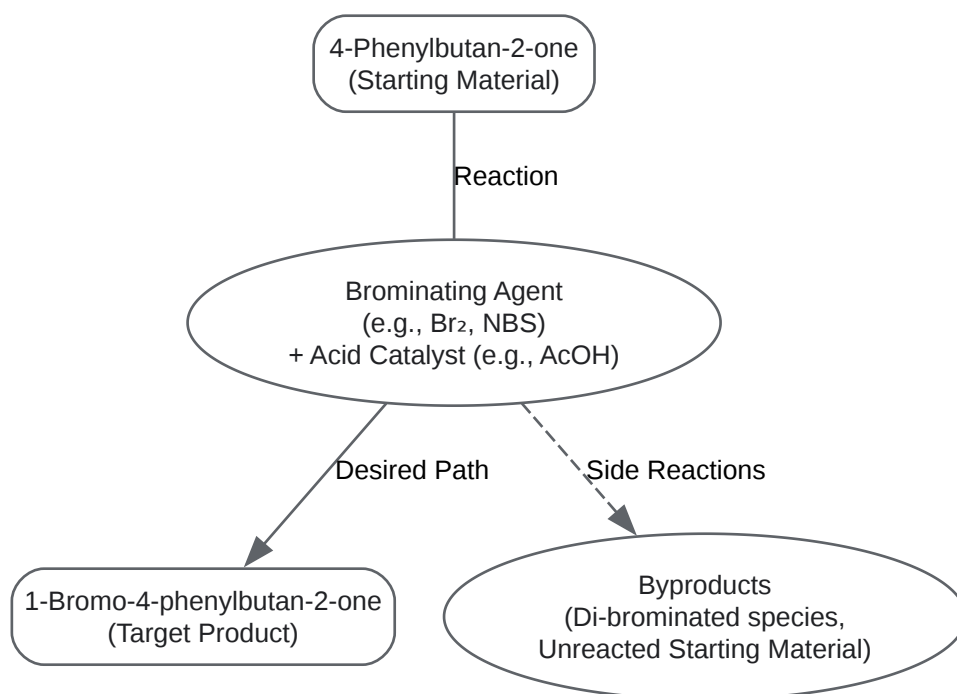 4-Phenylbutan-2-one
(Starting Material)
Reaction
Brominating Agent
(e.g., Br₂, NBS)
+ Acid Catalyst (e.g., AcOH)
Desired Path
Side Reactions
1-Bromo-4-phenylbutan-2-one
(Target Product)
Byproducts
(Di-brominated species,
Unreacted Starting Material)